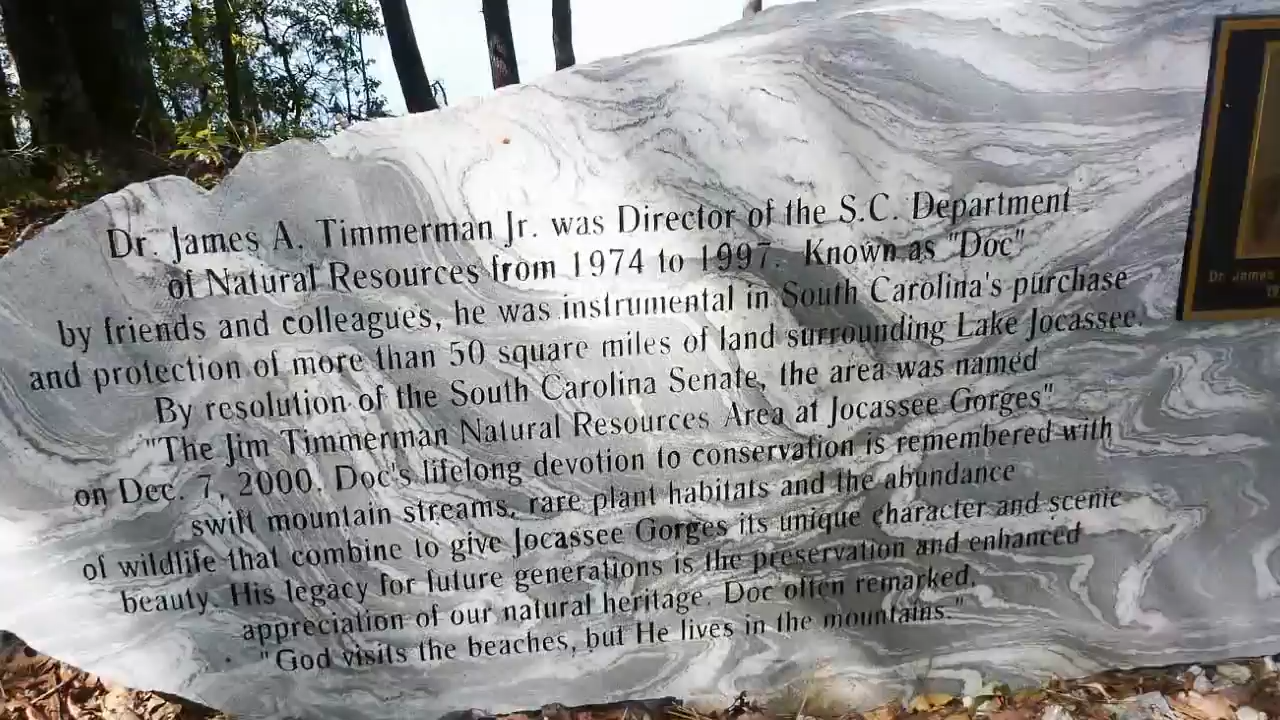 Dr. James A. Timmerman Jr. was Director of the S.C. Department
of Natural Resources from 1974 to 1997. Known as "Doc"
by friends and colleagues, he was instrumental in South Carolina's purchase
and protection of more than 50 square miles of land surrounding Lake Jocassee.
By resolution of the South Carolina Senate, the area was named
"The Jim Timmerman Natural Resources Area at Jocassee Gorges"
on Dec. 7, 2000. Doc's lifelong devotion to conservation is remembered with
swift mountain streams, rare plant habitats and the abundance
of wildlife that combine to give Jocassee Gorges its unique character and scenic
beauty. His legacy for future generations is the preservation and enhanced
appreciation of our natural heritage. Doc often remarked,
"God visits the beaches, but He lives in the mountains."
Dr. James